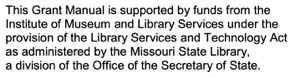 This Grant Manual is supported by funds from the
Institute of Museum and Library Services under the
provision of the Library Services and Technology Act
as administered by the Missouri State Library,
a division of the Office of the Secretary of State.